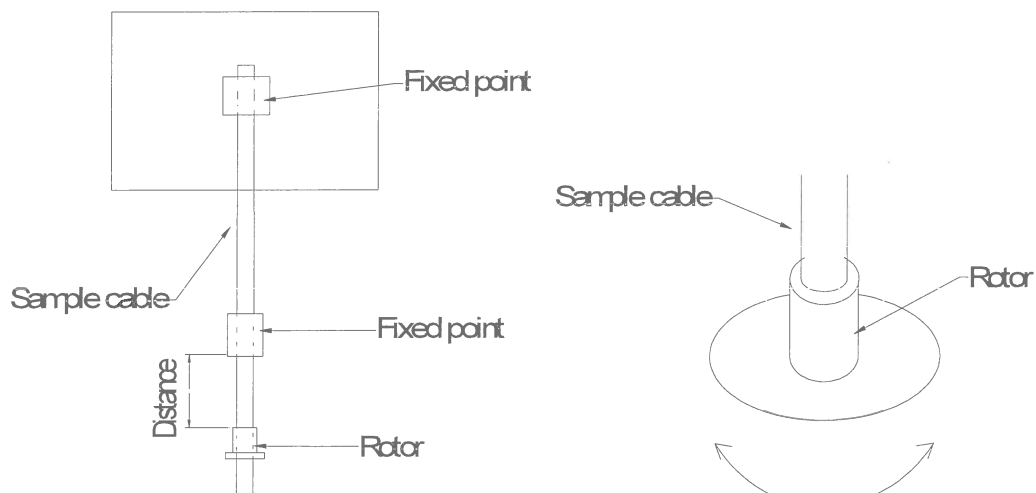 Fixed point
Sample cable
Fixed point
Distance
Rotor
Sample cable
Rotor